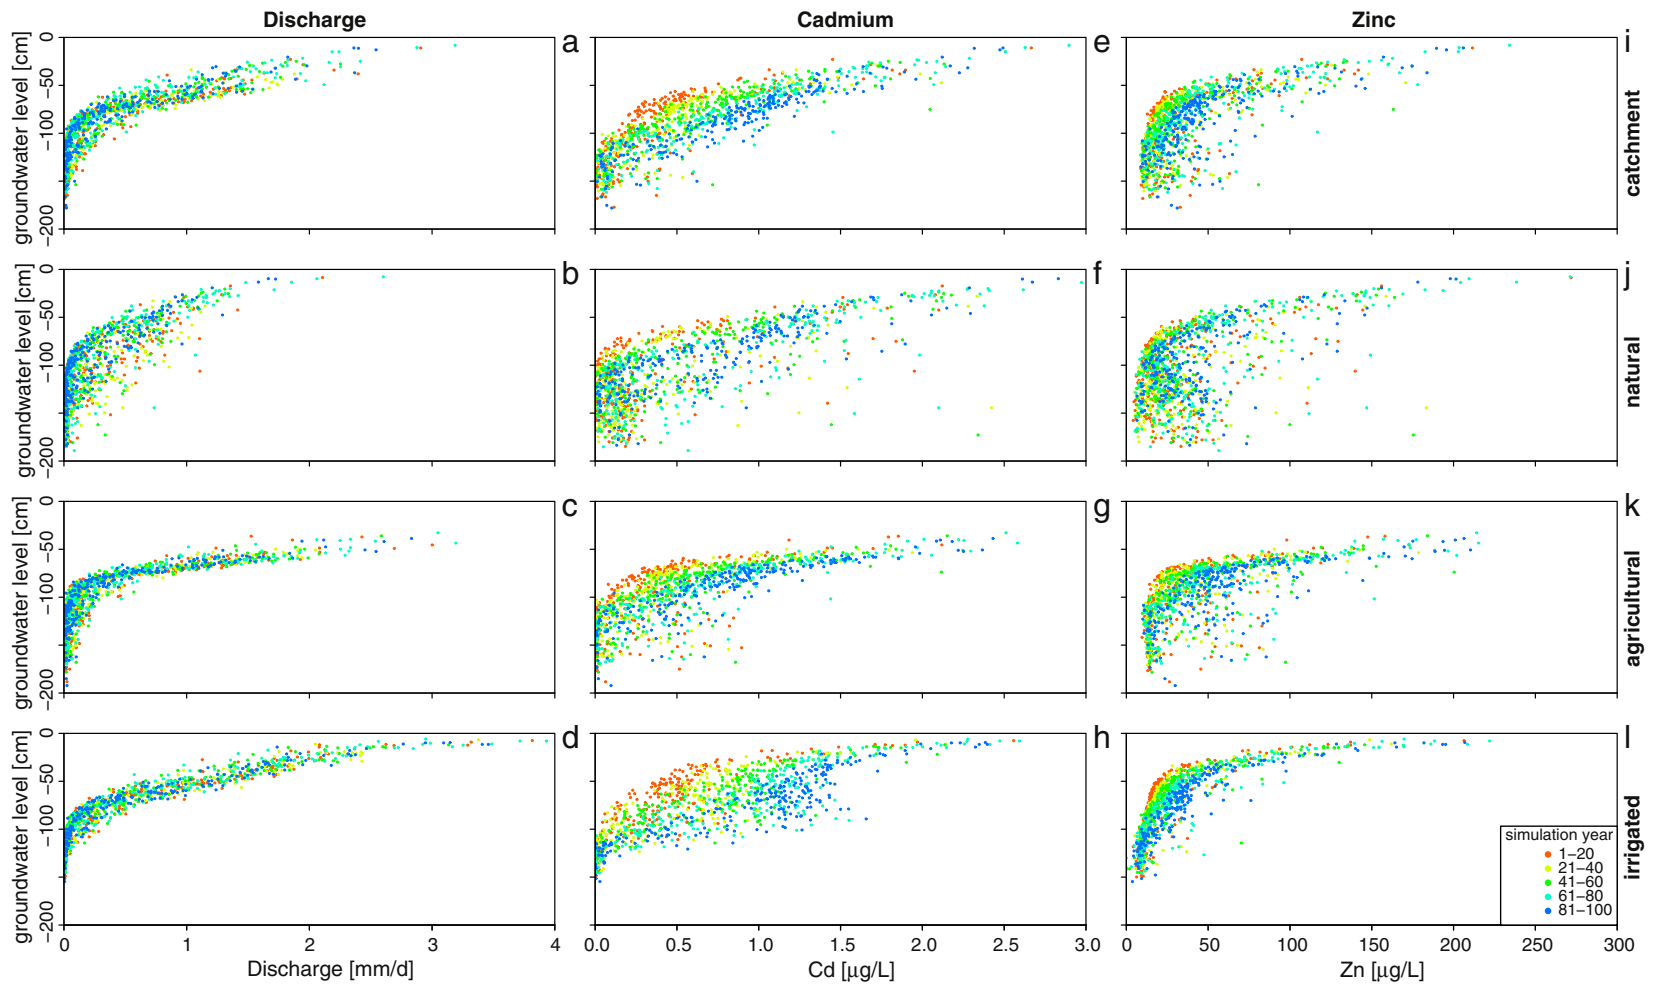 Discharge Cadmium Zinc
groundwater level [cm]
0 −50 −100 −200
a e i
catchment
groundwater level [cm]
0 −50 −100 −200
b f j
natural
groundwater level [cm]
0 −50 −100 −200
c g k
agricultural
groundwater level [cm]
0 −50 −100 −200
d h l
irrigated
simulation year
1−20
21−40
41−60
61−80
81−100
0 1 2 3 4
0.0 0.5 1.0 1.5 2.0 2.5 3.0
0 50 100 150 200 250 300
Discharge [mm/d] Cd [µg/L] Zn [µg/L]